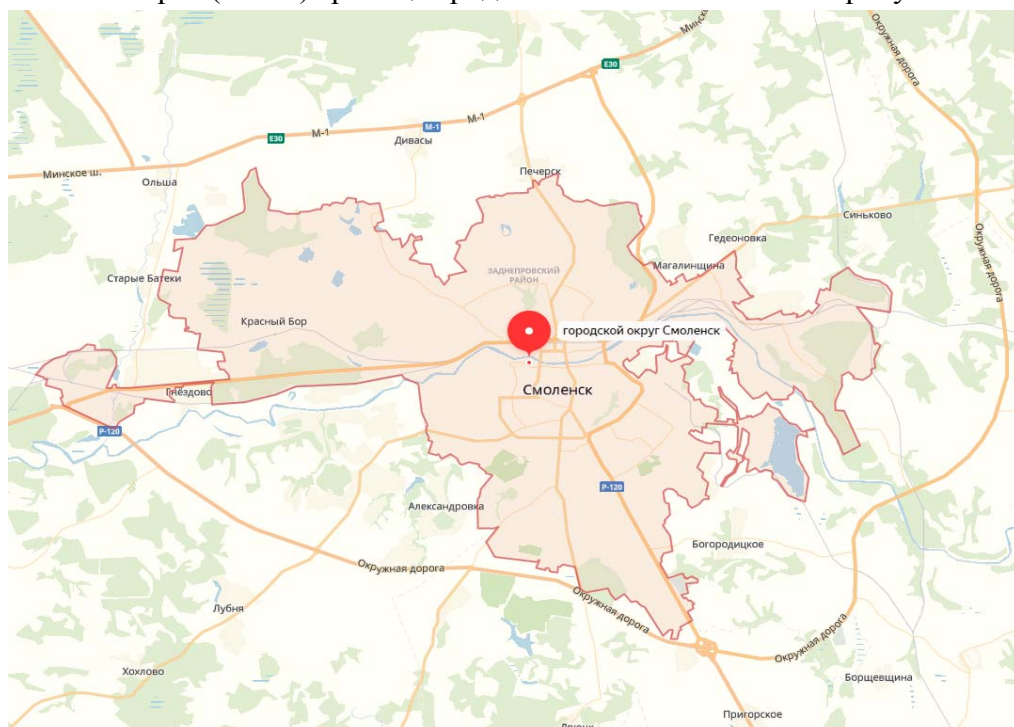 Минск
Окружная дорога
E30
М-1
E30
М-1
М-1
Дивасы
Минское ш.
Ольша
Печерск
Синьково
Гедеоновка
Окружная дорога
Магалинщина
ЗАДНЕПРОВСКИЙ
РАЙОН
Старые Батеки
Красный Бор
городской округ Смоленск
Смоленск
Гнёздово
Р-120
Р-120
Александровка
Богородицкое
Окружная дорога
Окружная дорога
Лубня
Окружная дорога
Хохлово
Борщевщина
Пригорское